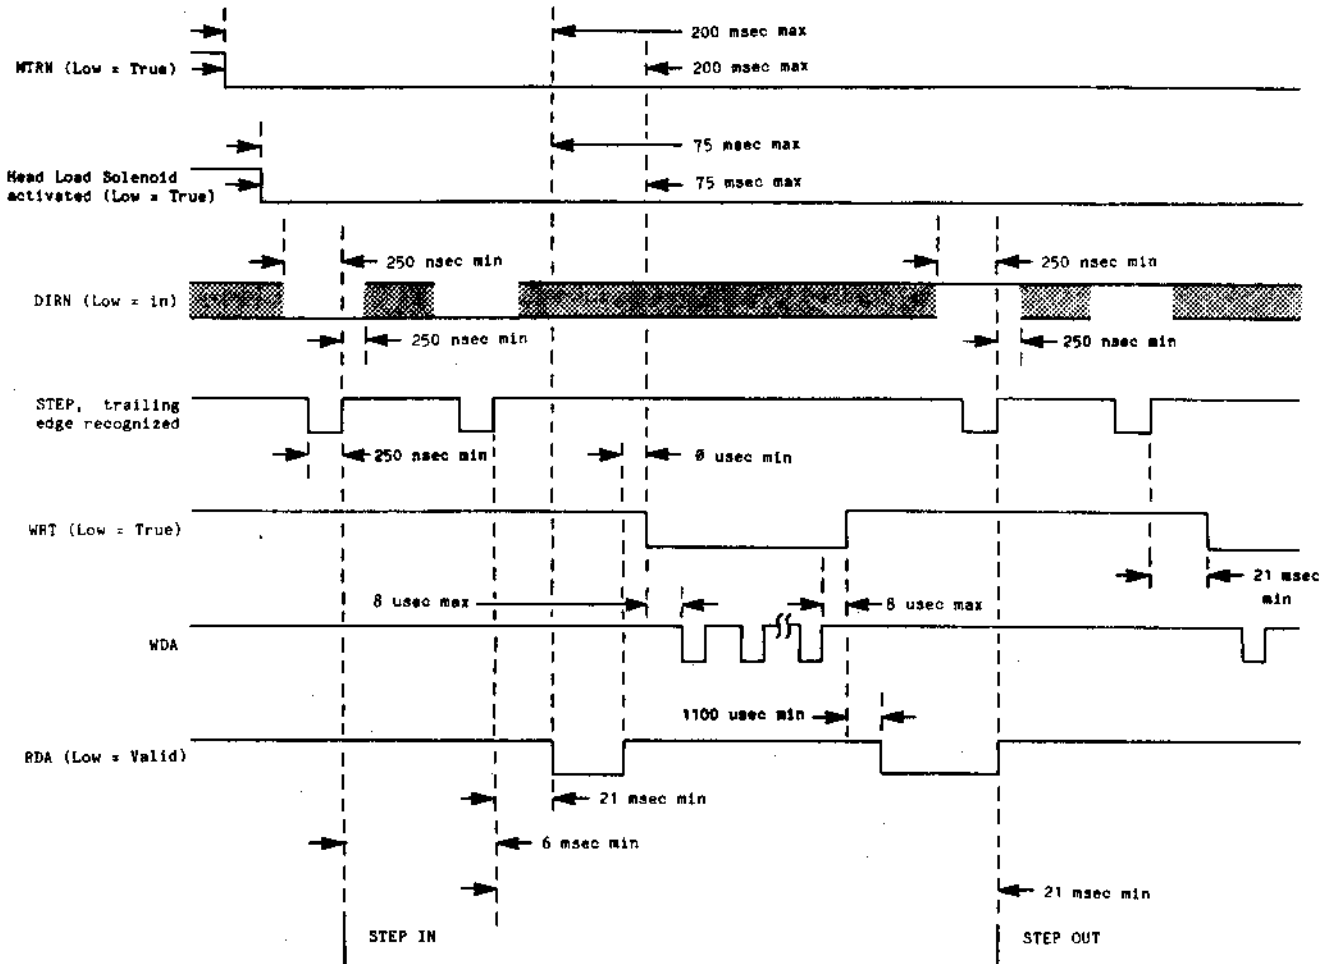 200 msec max
MTRN (Low = True)
200 msec max
75 msec max
Head Load Solenoid
activated (Low = True)
75 msec max
250 nsec min
250 nsec min
DIRN (Low = in)
250 nsec min
250 nsec min
STEP, trailing
edge recognized
250 nsec min
0 usec min
WRT (Low = True)
21 msec
min
8 usec max
8 usec max
WDA
1100 usec min
RDA (Low = Valid)
21 msec min
6 msec min
21 msec min
STEP IN
STEP OUT